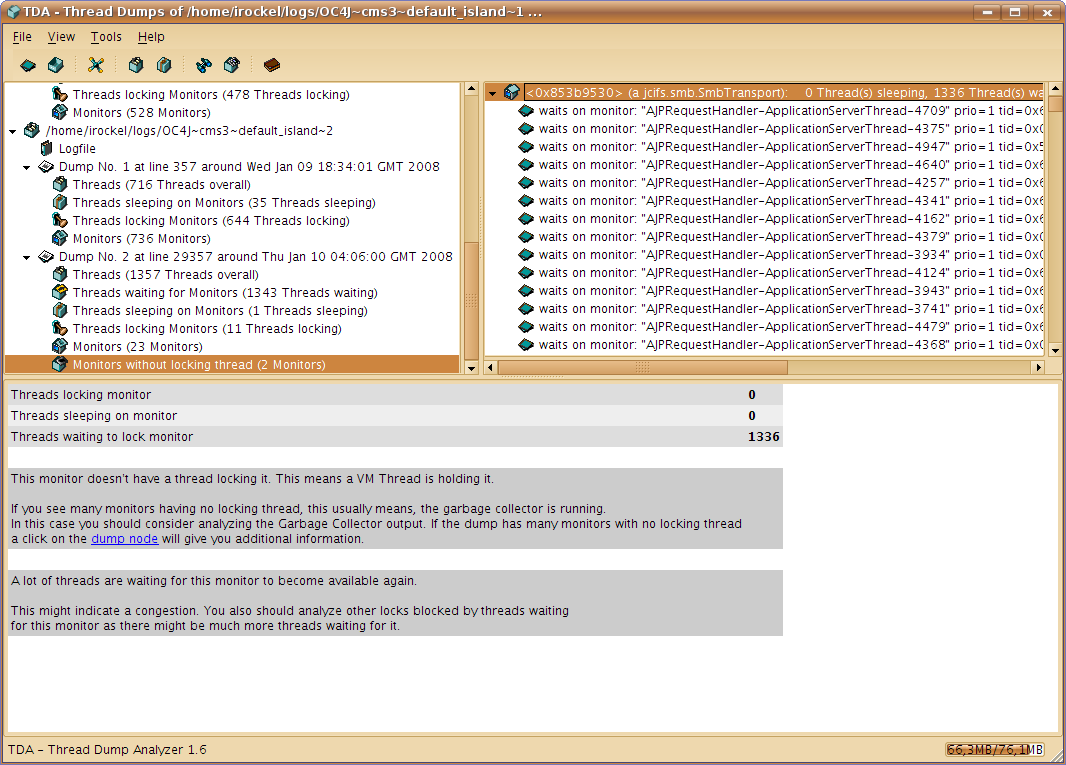 TDA - Thread Dumps of /home/irockel/logs/OC4J~cms3~default_island~1 ...
File View Tools Help
Threads locking Monitors (478 Threads locking)
Monitors (528 Monitors)
/home/irockel/logs/OC4J~cms3~default_island~2
Logfile
Dump No. 1 at line 357 around Wed Jan 09 18:34:01 GMT 2008
Threads (716 Threads overall)
Threads sleeping on Monitors (35 Threads sleeping)
Threads locking Monitors (644 Threads locking)
Monitors (736 Monitors)
Dump No. 2 at line 29357 around Thu Jan 10 04:06:00 GMT 2008
Threads (1357 Threads overall)
Threads waiting for Monitors (1343 Threads waiting)
Threads sleeping on Monitors (1 Threads sleeping)
Threads locking Monitors (11 Threads locking)
Monitors (23 Monitors)
Monitors without locking thread (2 Monitors)
<0x853b9530> (a jcifs.smb.SmbTransport): 0 Thread(s) sleeping, 1336 Thread(s) wa
waits on monitor: "AJPRequestHandler-ApplicationServerThread-4709" prio=1 tid=0x6
waits on monitor: "AJPRequestHandler-ApplicationServerThread-4375" prio=1 tid=0x0
waits on monitor: "AJPRequestHandler-ApplicationServerThread-4947" prio=1 tid=0x5
waits on monitor: "AJPRequestHandler-ApplicationServerThread-4640" prio=1 tid=0x6
waits on monitor: "AJPRequestHandler-ApplicationServerThread-4257" prio=1 tid=0x6
waits on monitor: "AJPRequestHandler-ApplicationServerThread-4341" prio=1 tid=0x6
waits on monitor: "AJPRequestHandler-ApplicationServerThread-4162" prio=1 tid=0x6
waits on monitor: "AJPRequestHandler-ApplicationServerThread-4379" prio=1 tid=0x0
waits on monitor: "AJPRequestHandler-ApplicationServerThread-3934" prio=1 tid=0x0
waits on monitor: "AJPRequestHandler-ApplicationServerThread-4124" prio=1 tid=0x6
waits on monitor: "AJPRequestHandler-ApplicationServerThread-3943" prio=1 tid=0x6
waits on monitor: "AJPRequestHandler-ApplicationServerThread-3741" prio=1 tid=0x6
waits on monitor: "AJPRequestHandler-ApplicationServerThread-4479" prio=1 tid=0x6
waits on monitor: "AJPRequestHandler-ApplicationServerThread-4368" prio=1 tid=0x0
Threads locking monitor 0
Threads sleeping on monitor 0
Threads waiting to lock monitor 1336
This monitor doesn't have a thread locking it. This means a VM Thread is holding it.
If you see many monitors having no locking thread, this usually means, the garbage collector is running.
In this case you should consider analyzing the Garbage Collector output. If the dump has many monitors with no locking thread
a click on the dump node will give you additional information.
A lot of threads are waiting for this monitor to become available again.
This might indicate a congestion. You also should analyze other locks blocked by threads waiting
for this monitor as there might be much more threads waiting for it.
TDA - Thread Dump Analyzer 1.6
66,3MB/76,1MB